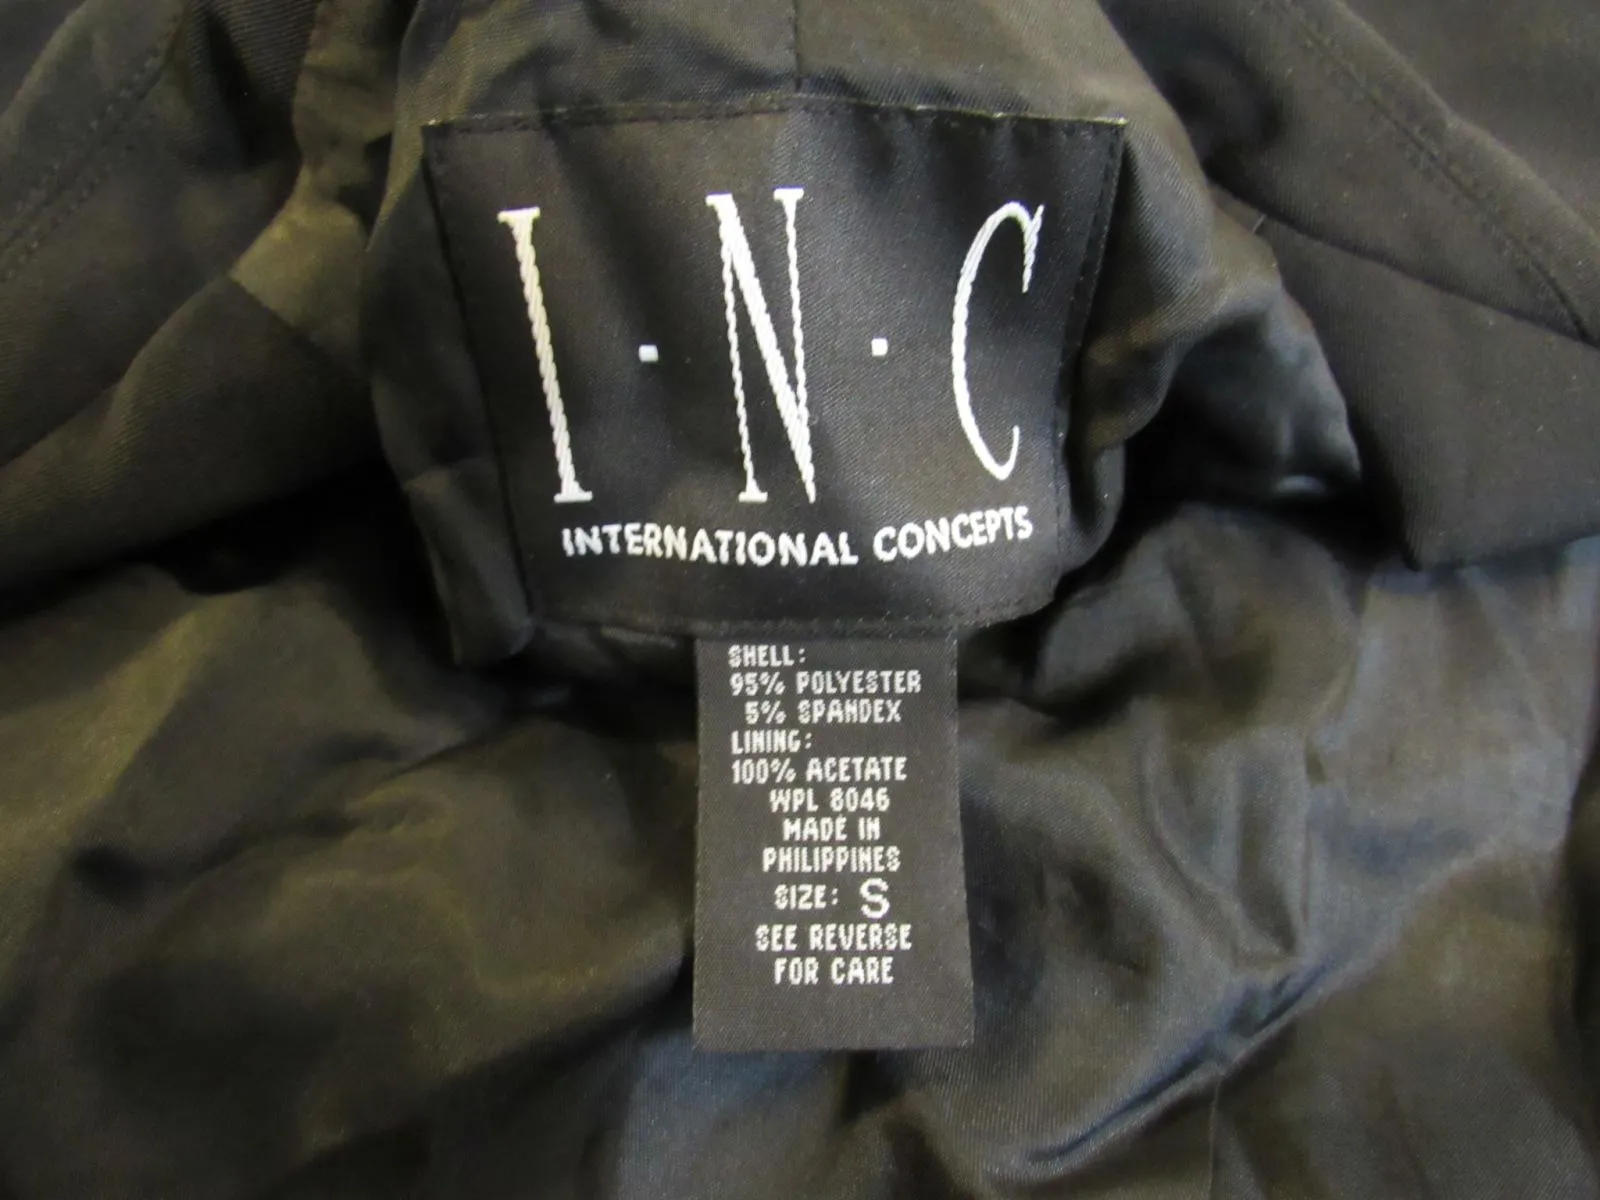 I·N·C
INTERNATIONAL CONCEPTS
SHELL:
95% POLYESTER
5% SPANDEX
LINING:
100% ACETATE
WPL 8046
MADE IN
PHILIPPINES
SIZE: S
SEE REVERSE
FOR CARE